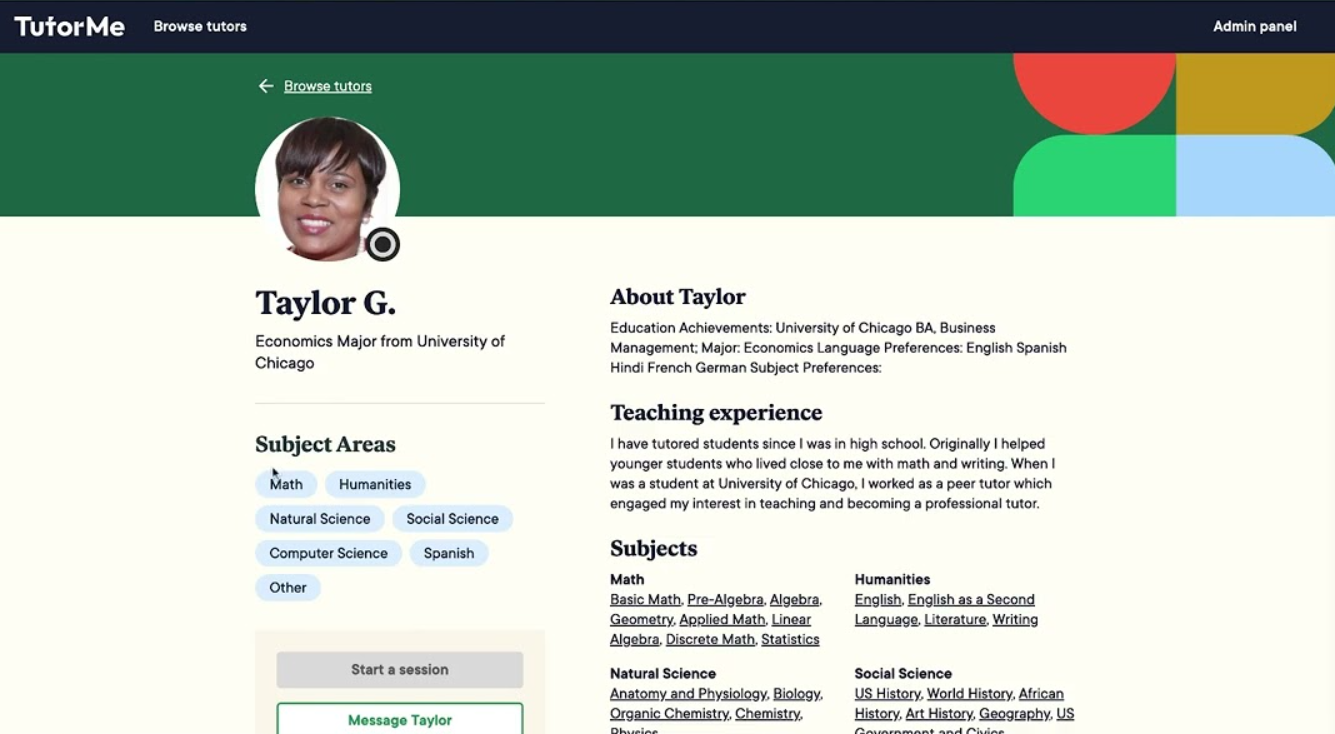 TutorMe
Browse tutors
Admin panel
Browse tutors
Taylor G.
Economics Major from University of
Chicago
Subject Areas
Math
Humanities
Natural Science
Social Science
Computer Science
Spanish
Other
Start a session
Message Taylor
About Taylor
Education Achievements: University of Chicago BA, Business
Management; Major: Economics Language Preferences: English Spanish
Hindi French German Subject Preferences:
Teaching experience
I have tutored students since I was in high school. Originally I helped
younger students who lived close to me with math and writing. When I
was a student at University of Chicago, I worked as a peer tutor which
engaged my interest in teaching and becoming a professional tutor.
Subjects
Math
Basic Math, Pre-Algebra, Algebra,
Geometry, Applied Math, Linear
Algebra, Discrete Math, Statistics
Humanities
English, English as a Second
Language, Literature, Writing
Natural Science
Anatomy and Physiology, Biology,
Organic Chemistry, Chemistry,
Physics
Social Science
US History, World History, African
History, Art History, Geography, US
Government and Civics